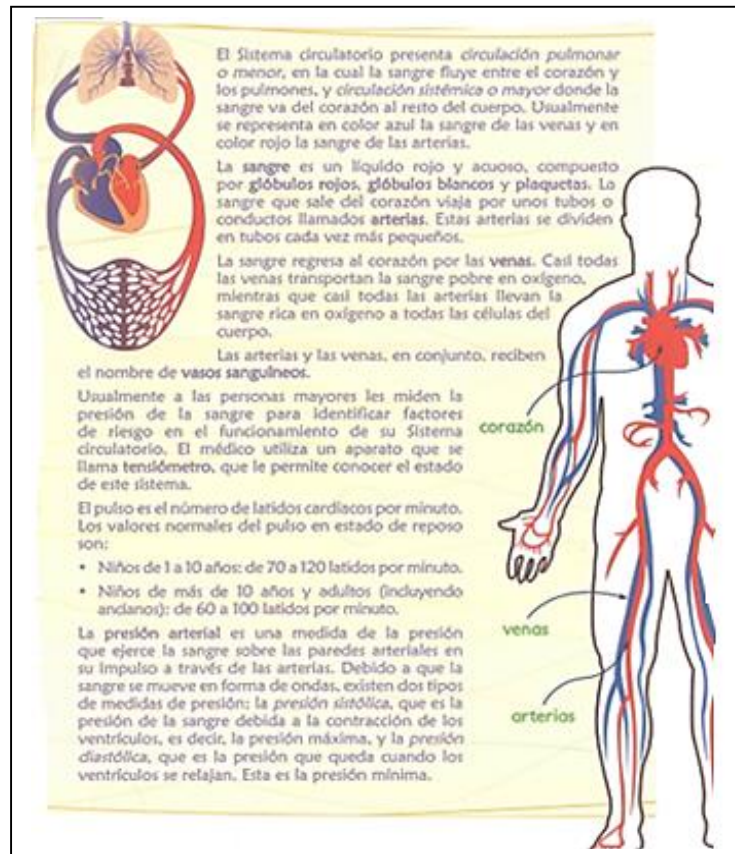 El Sistema circulatorio presenta circulación pulmonar
o menor, en la cual la sangre fluye entre el corazón y
los pulmones, y circulación sistémica o mayor donde la
sangre va del corazón al resto del cuerpo. Usualmente
se representa en color azul la sangre de las venas y en
color rojo la sangre de las arterias.
La sangre es un líquido rojo y acuoso, compuesto
por glóbulos rojos, glóbulos blancos y plaquetas. La
sangre que sale del corazón viaja por unos tubos o
conductos llamados arterias. Estas arterias se dividen
en tubos cada vez más pequeños.
La sangre regresa al corazón por las venas. Casi todas
las venas transportan la sangre pobre en oxígeno,
mientras que casi todas las arterias llevan la
sangre rica en oxígeno a todas las células del
cuerpo.
Las arterias y las venas, en conjunto, reciben
el nombre de vasos sanguíneos.
Usualmente a las personas mayores les miden la
presión de la sangre para identificar factores
de riesgo en el funcionamiento de su Sistema
circulatorio. El médico utiliza un aparato que se
llama tensiómetro, que le permite conocer el estado
de este sistema.
El pulso es el número de latidos cardíacos por minuto.
Los valores normales del pulso en estado de reposo
son:
• Niños de 1 a 10 años: de 70 a 120 latidos por minuto.
• Niños de más de 10 años y adultos (incluyendo
ancianos): de 60 a 100 latidos por minuto.
La presión arterial es una medida de la presión
que ejerce la sangre sobre las paredes arteriales en
su impulso a través de las arterias. Debido a que la
sangre se mueve en forma de ondas, existen dos tipos
de medidas de presión: la presión sistólica, que es la
presión de la sangre debida a la contracción de los
ventrículos, es decir, la presión máxima, y la presión
diastólica, que es la presión que queda cuando los
ventrículos se relajan. Esta es la presión mínima.
corazón
venas
arterias